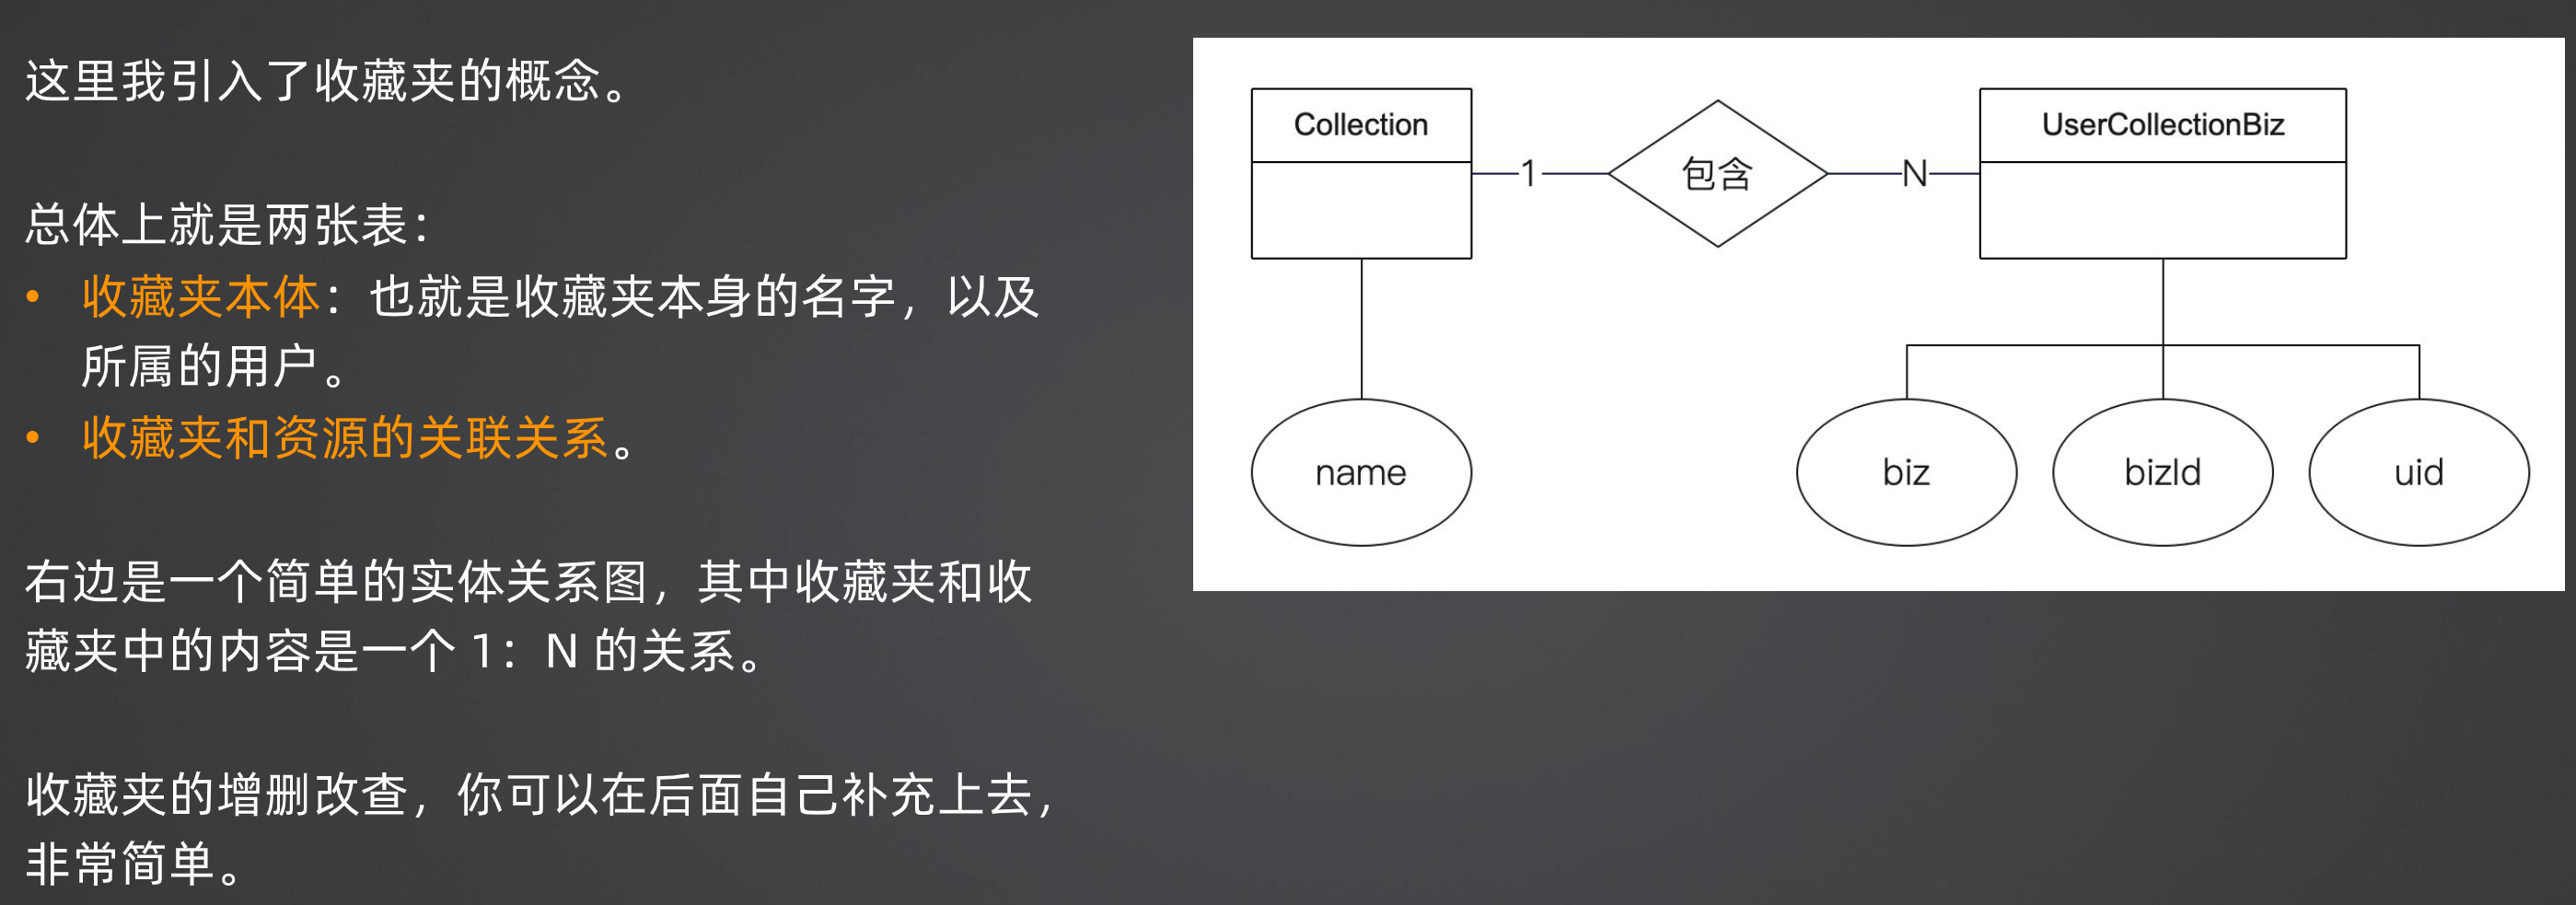 这里我引入了收藏夹的概念。
总体上就是两张表：
• 收藏夹本体：也就是收藏夹本身的名字，以及
所属的用户。
• 收藏夹和资源的关联关系。
右边是一个简单的实体关系图，其中收藏夹和收
藏夹中的内容是一个 1：N 的关系。
收藏夹的增删改查，你可以在后面自己补充上去，
非常简单。
Collection
1
包含
N
UserCollectionBiz
name
biz
bizId
uid